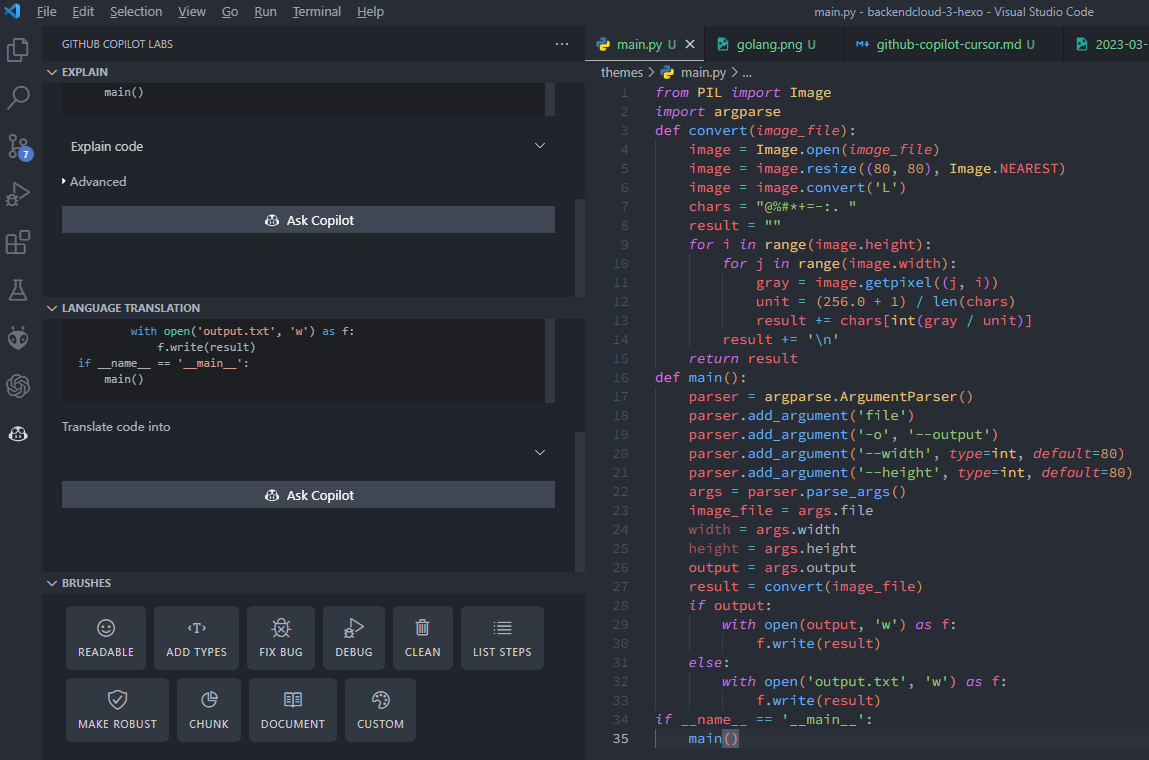 File Edit Selection View Go Run Terminal Help
main.py - backendcloud-3-hexo - Visual Studio Code
GITHUB COPILOT LABS
...
EXPLAIN
main()
Explain code
Advanced
Ask Copilot
7
LANGUAGE TRANSLATION
with open('output.txt', 'w') as f:
f.write(result)
if __name__ == '__main__':
main()
Translate code into
Ask Copilot
BRUSHES
READABLE ADD TYPES FIX BUG DEBUG CLEAN LIST STEPS
MAKE ROBUST CHUNK DOCUMENT CUSTOM
main.py U golang.png U github-copilot-cursor.md U 2023-03-
themes > main.py > ...
1 from PIL import Image
2 import argparse
3 def convert(image_file):
4     image = Image.open(image_file)
5     image = image.resize((80, 80), Image.NEAREST)
6     image = image.convert('L')
7     chars = "@%#*+=-:. "
8     result = ""
9     for i in range(image.height):
10         for j in range(image.width):
11             gray = image.getpixel((j, i))
12             unit = (256.0 + 1) / len(chars)
13             result += chars[int(gray / unit)]
14         result += '\n'
15     return result
16 def main():
17     parser = argparse.ArgumentParser()
18     parser.add_argument('file')
19     parser.add_argument('-o', '--output')
20     parser.add_argument('--width', type=int, default=80)
21     parser.add_argument('--height', type=int, default=80)
22     args = parser.parse_args()
23     image_file = args.file
24     width = args.width
25     height = args.height
26     output = args.output
27     result = convert(image_file)
28     if output:
29         with open(output, 'w') as f:
30             f.write(result)
31     else:
32         with open('output.txt', 'w') as f:
33             f.write(result)
34 if __name__ == '__main__':
35     main()